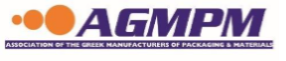 AGMPM
ASSOCIATION OF THE GREEK MANUFACTURERS OF PACKAGING & MATERIALS